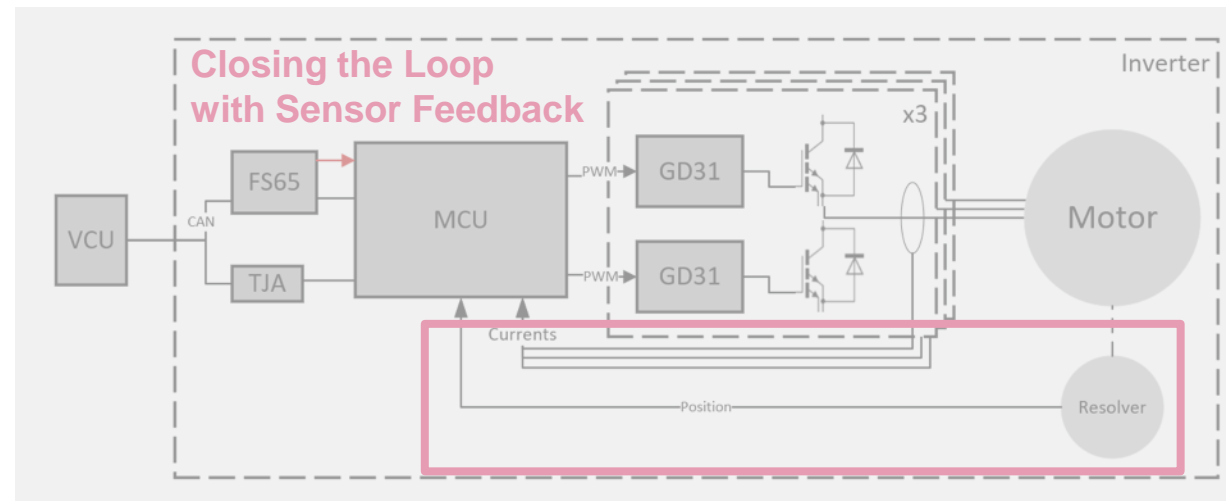 Closing the Loop
with Sensor Feedback
Inverter
x3
FS65
PWM
GD31
MCU
Motor
CAN
VCU
TJA
PWM
GD31
Currents
Position
Resolver